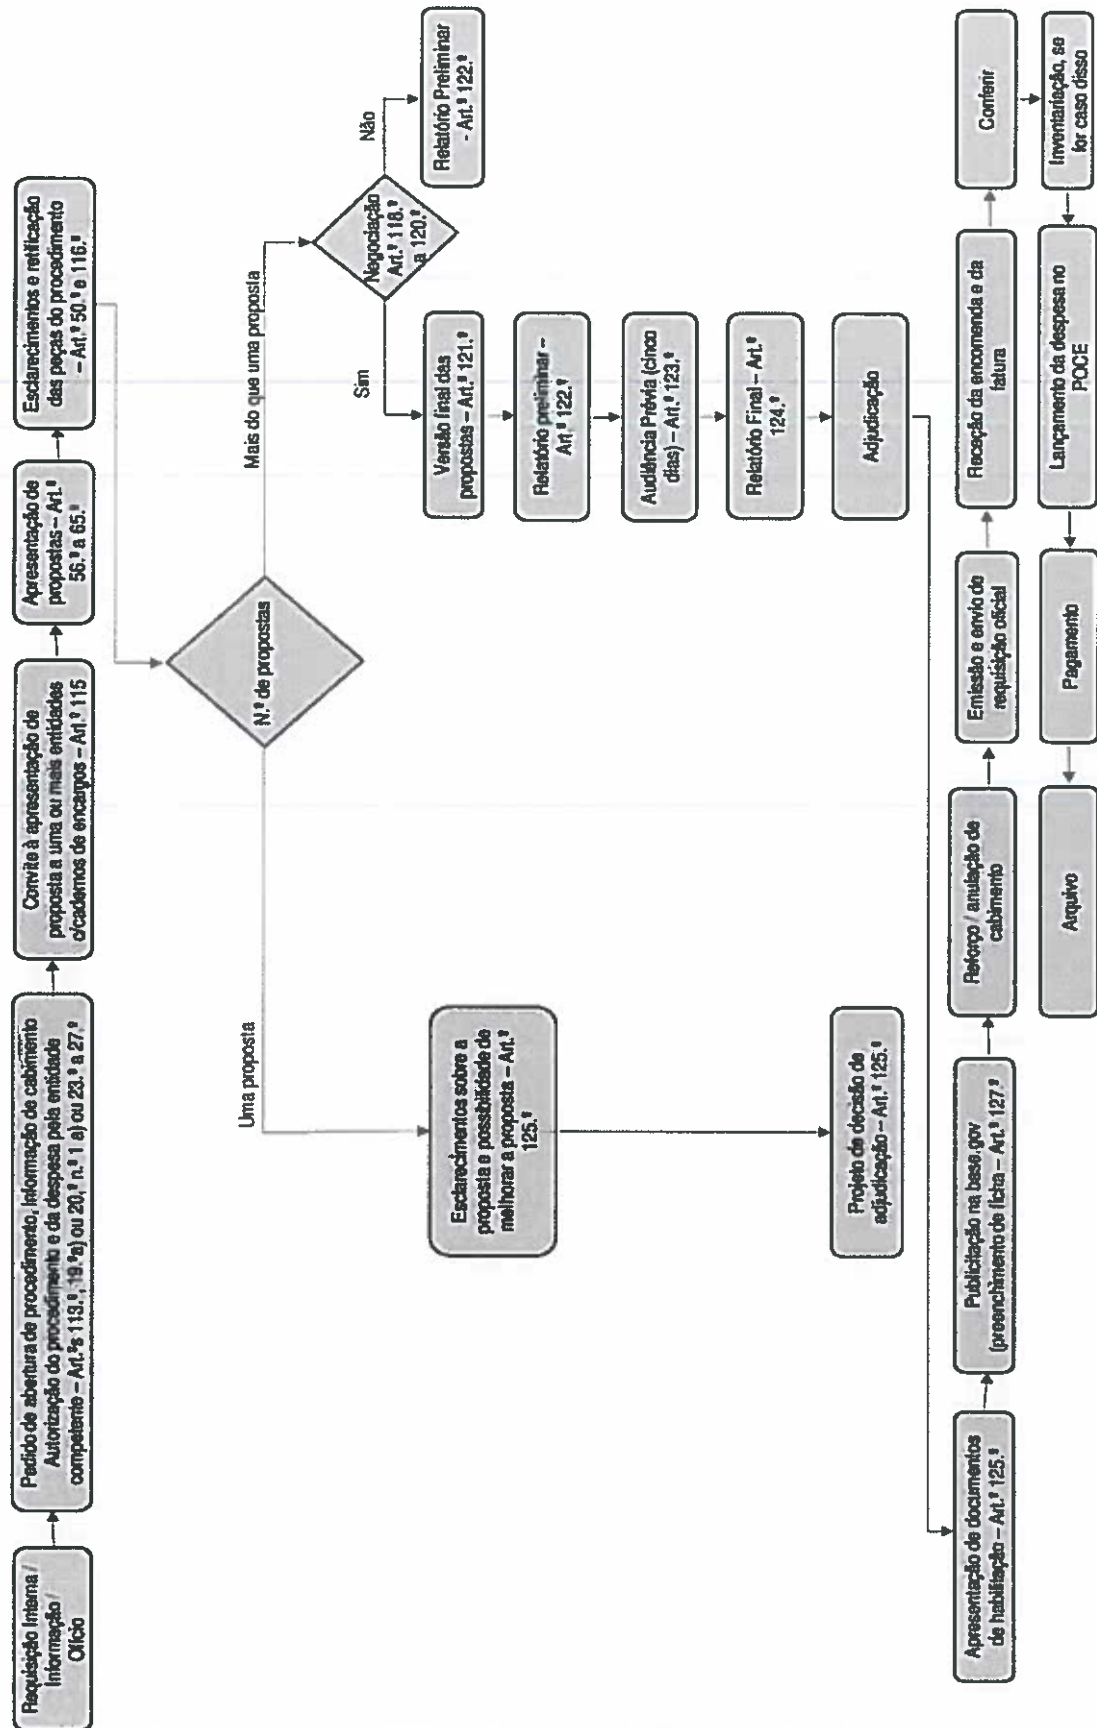 Requisição Interna /
Informação /
Ofício
Pedido de abertura de procedimento, Informação de cabimento
Autorização do procedimento e da despesa pela entidade
competente – Art.ºs 113.º, 19.ºa) ou 20,º n.º 1 a) ou 23.º a 27.º
Convite à apresentação de
proposta a uma ou mais entidades
c/cadernos de encargos – Art.º 115
Apresentação de
propostas – Art.º
56.º a 65.º
Esclarecimentos e retificação
das peças do procedimento
– Art.º 50.º e 116.º
N.º de propostas
Uma proposta
Mais do que uma proposta
Esclarecimentos sobre a
proposta e possibilidade de
melhorar a proposta – Art.º
125.º
Projeto de decisão de
adjudicação – Art.º 125.º
Negociação
Art.º 118.º
a 120.º
Sim
Não
Relatório Preliminar
- Art.º 122.º
Versão final das
propostas – Art.º 121.º
Relatório preliminar –
Art.º 122.º
Audiência Prévia (cinco
dias) – Art.º 123.º
Relatório Final – Art.º
124.º
Adjudicação
Apresentação de documentos
de habilitação – Art.º 125.º
Publicitação na base.gov
(preenchimento de ficha – Art.º 127.º
Reforço / anulação de
cabimento
Emissão e envio de
requisição oficial
Receção da encomenda e da
fatura
Conferir
Inventariação, se
for caso disso
Lançamento da despesa no
POCE
Pagamento
Arquivo